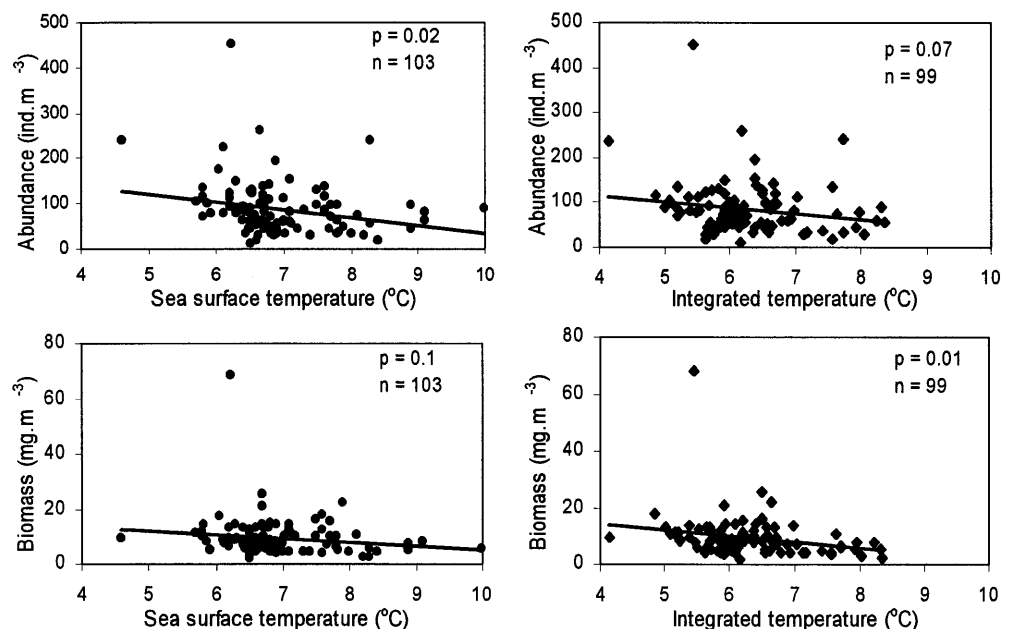 500
400
300
200
100
0
Abundance (ind.m -3)
p = 0.02
n = 103
4 5 6 7 8 9 10
Sea surface temperature (oC)
500
400
300
200
100
0
Abundance (ind.m -3)
p = 0.07
n = 99
4 5 6 7 8 9 10
Integrated temperature (oC)
80
60
40
20
0
Biomass (mg.m -3)
p = 0.1
n = 103
4 5 6 7 8 9 10
Sea surface temperature (oC)
80
60
40
20
0
Biomass (mg.m -3)
p = 0.01
n = 99
4 5 6 7 8 9 10
Integrated temperature (oC)